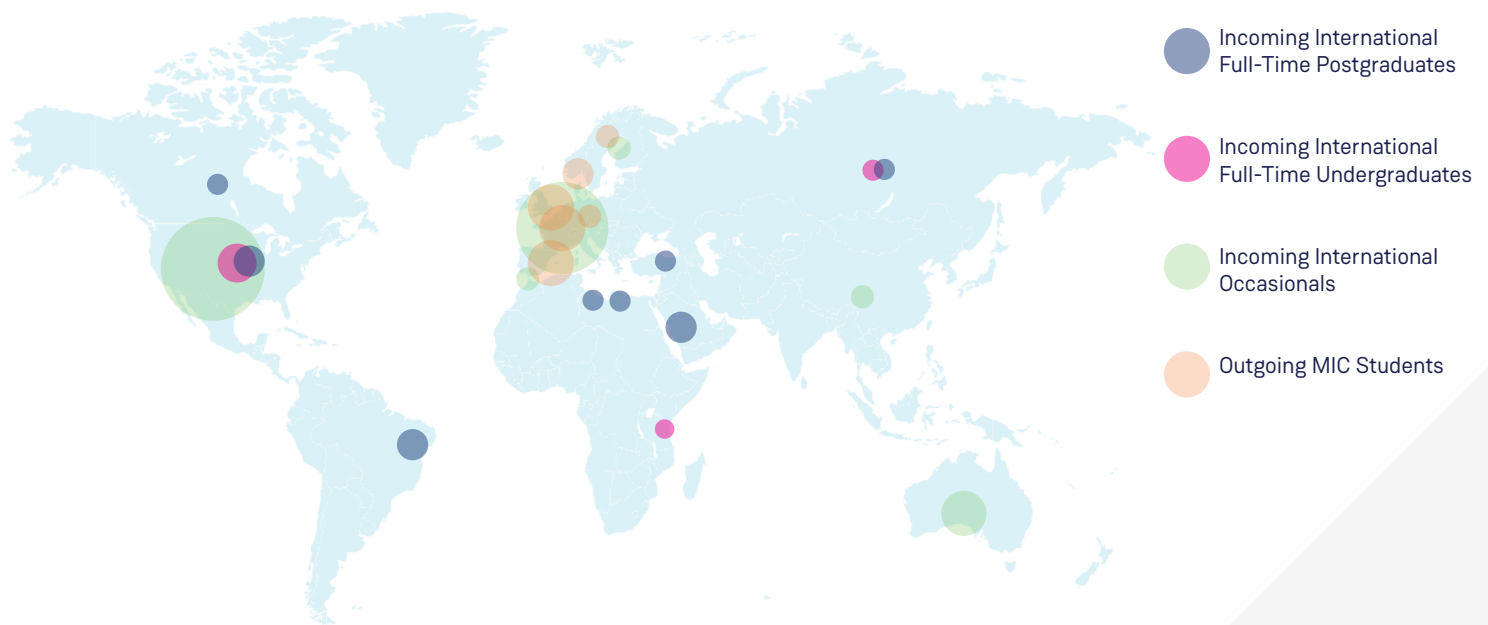 Incoming International
Full-Time Postgraduates
Incoming International
Full-Time Undergraduates
Incoming International
Occasionals
Outgoing MIC Students